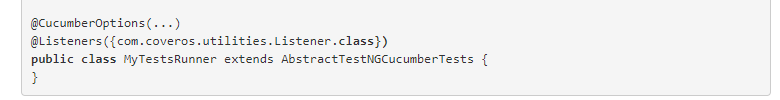 @CucumberOptions(...)
@Listeners({com.coveros.utilities.Listener.class})
public class MyTestsRunner extends AbstractTestNGCucumberTests {
}